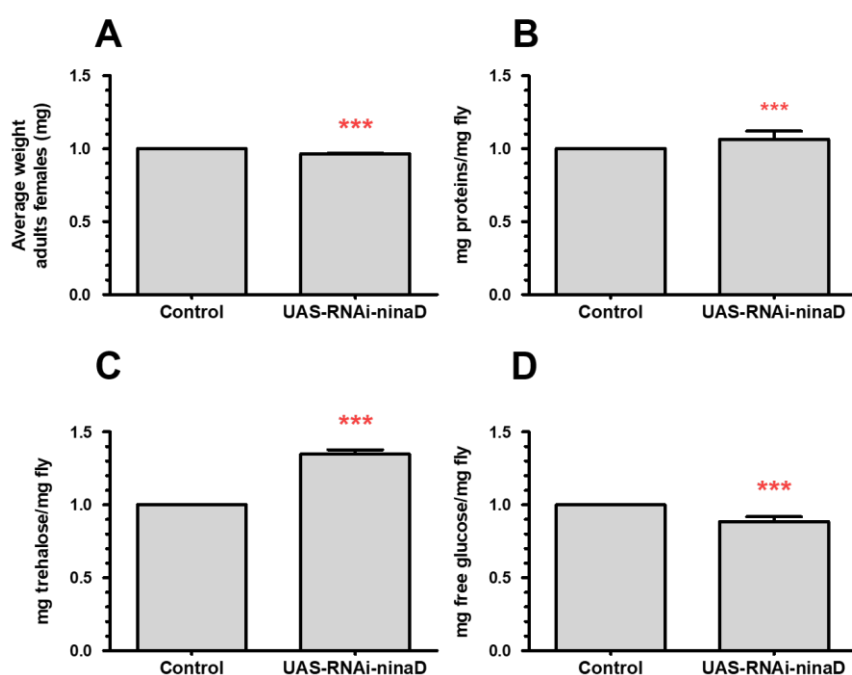 A
Average weight
adults females (mg)
1.5
1.0
0.5
0.0
***
Control
UAS-RNAi-ninaD
B
mg proteins/mg fly
1.5
1.0
0.5
0.0
***
Control
UAS-RNAi-ninaD
C
mg trehalose/mg fly
1.5
1.0
0.5
0.0
***
Control
UAS-RNAi-ninaD
D
mg free glucose/mg fly
1.5
1.0
0.5
0.0
***
Control
UAS-RNAi-ninaD